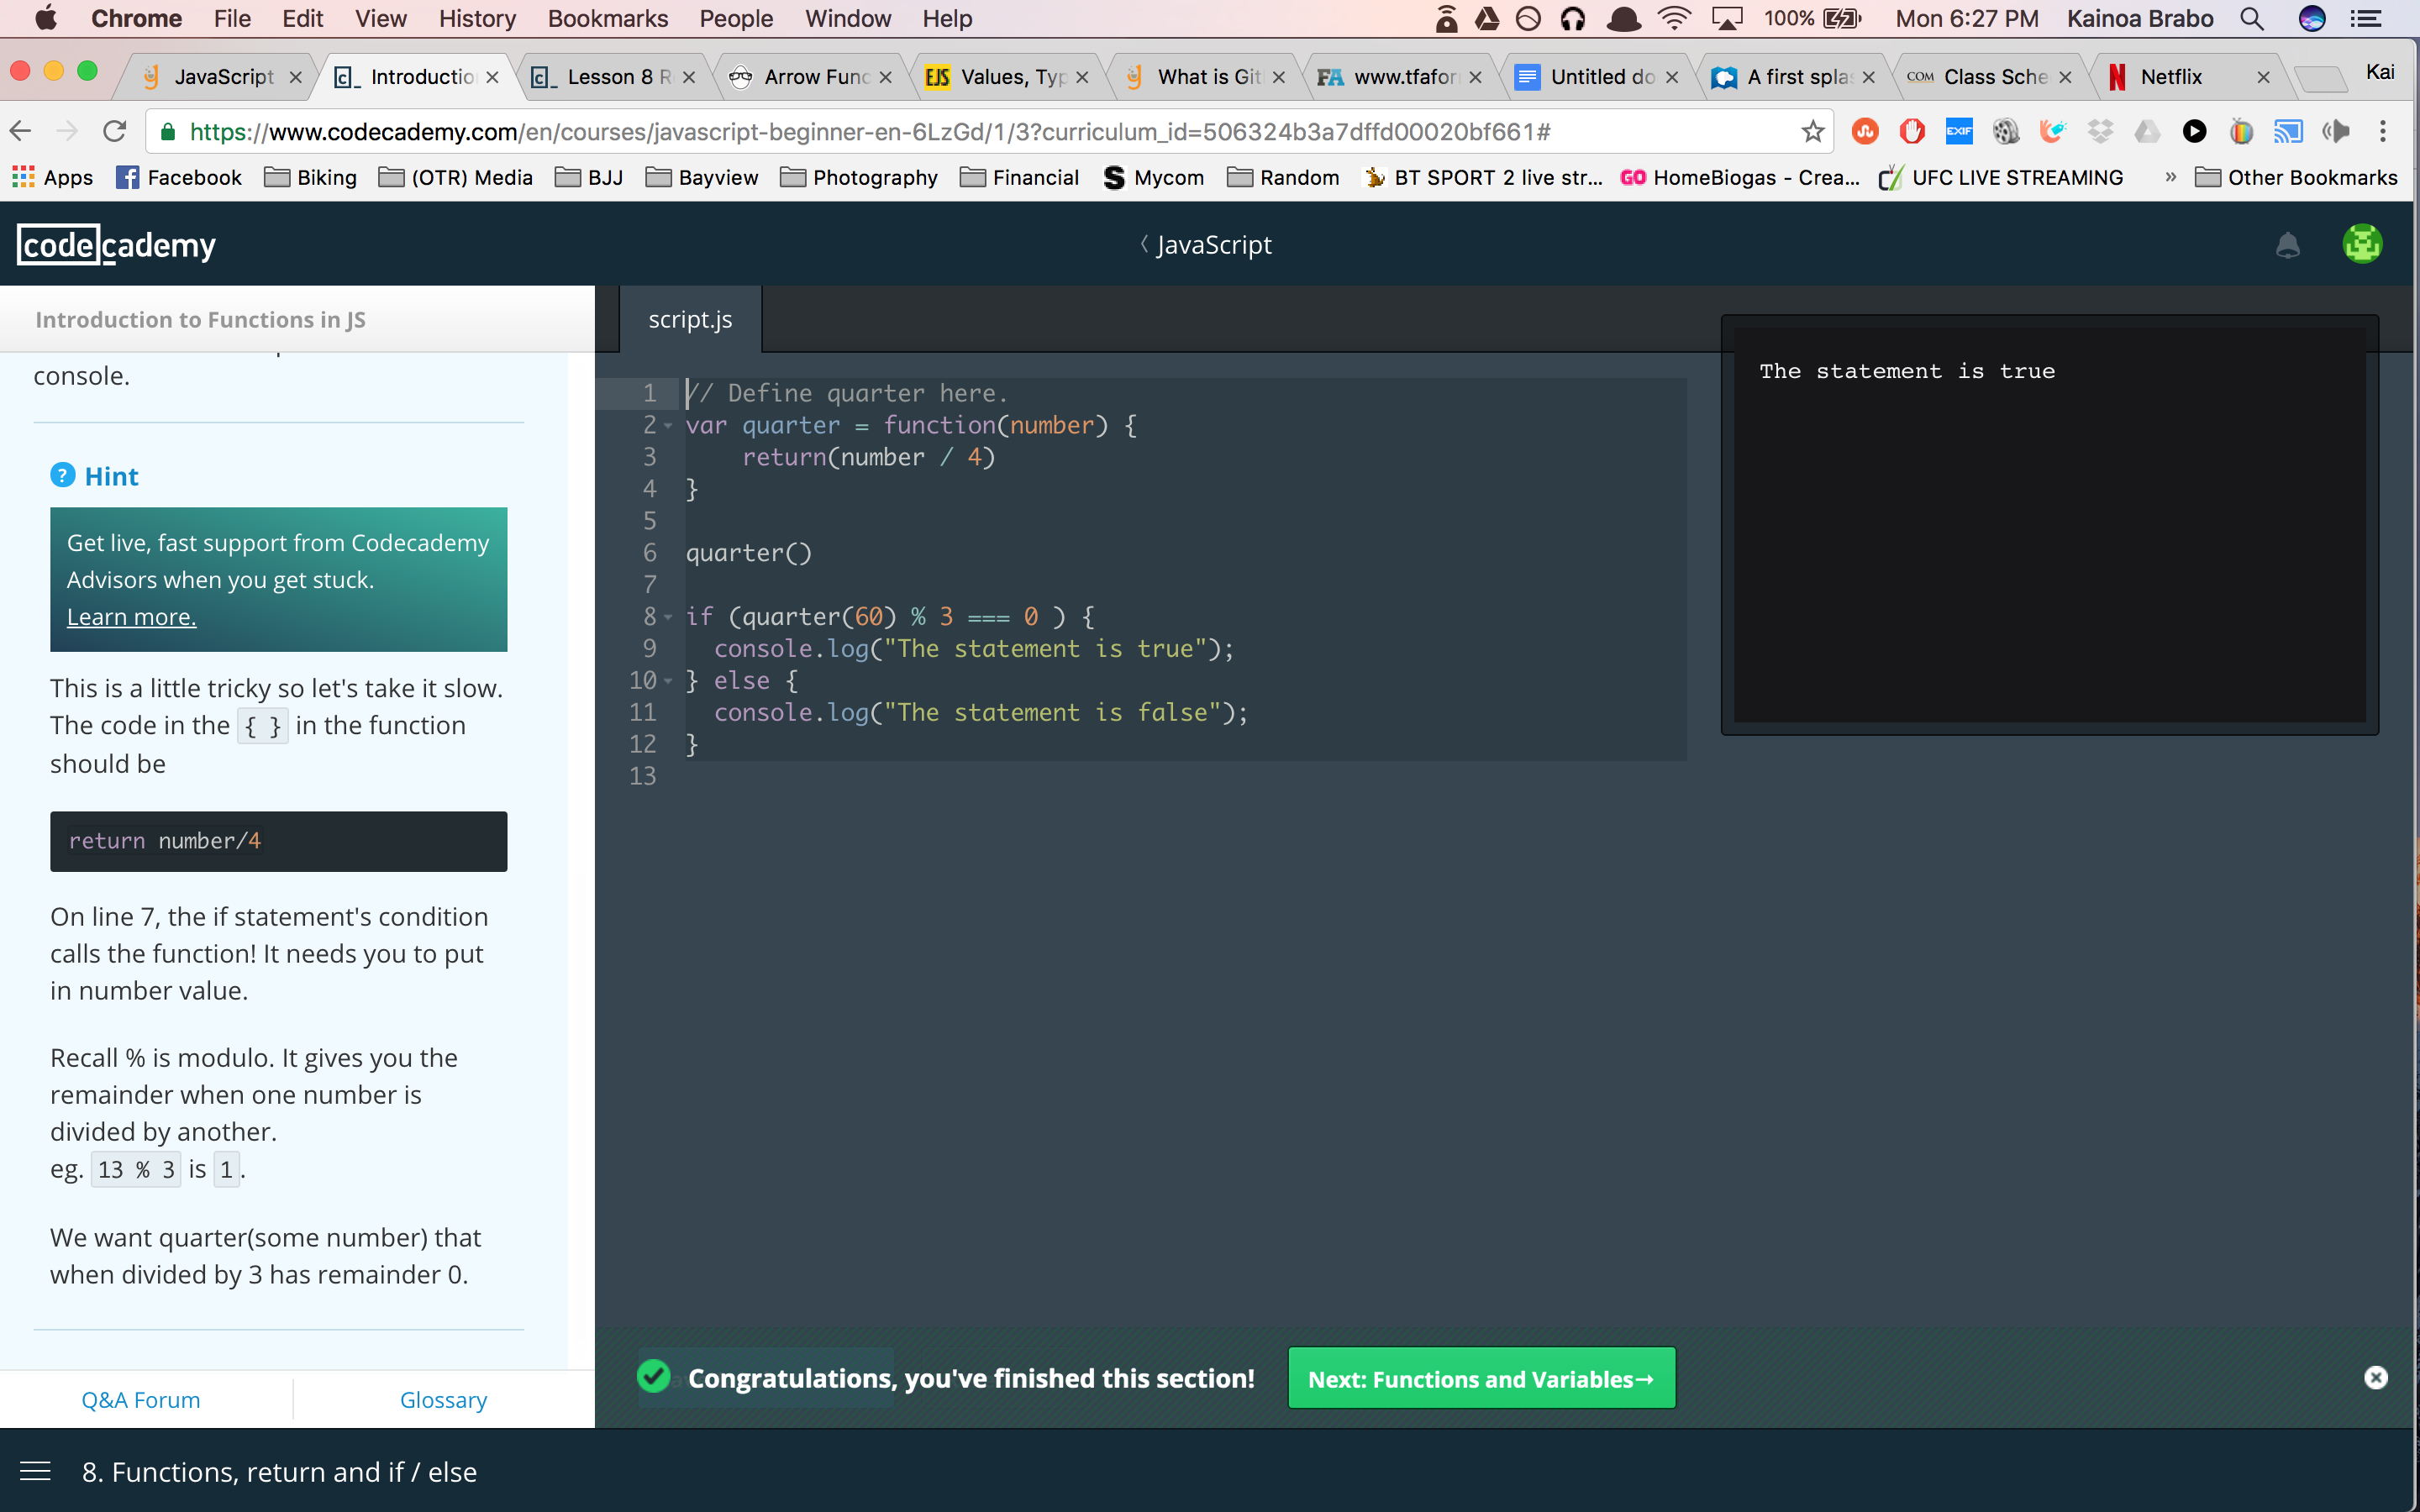 Chrome File Edit View History Bookmarks People Window Help 100% Mon 6:27 PM Kainoa Brabo
JavaScript Introductio Lesson 8 R Arrow Func EJS Values, Typ What is Git FA www.tfafor Untitled do A first spla COM Class Sche Netflix Kai
https://www.codecademy.com/en/courses/javascript-beginner-en-6LzGd/1/3?curriculum_id=506324b3a7dffd00020bf661# EXIF
Apps Facebook Biking (OTR) Media BJJ Bayview Photography Financial Mycom Random BT SPORT 2 live str... GO HomeBiogas - Crea... UFC LIVE STREAMING » Other Bookmarks
codecademy
JavaScript
Introduction to Functions in JS
console.
? Hint
Get live, fast support from Codecademy
Advisors when you get stuck.
Learn more.
This is a little tricky so let's take it slow.
The code in the { } in the function
should be
return number/4
On line 7, the if statement's condition
calls the function! It needs you to put
in number value.
Recall % is modulo. It gives you the
remainder when one number is
divided by another.
eg. 13 % 3 is 1.
We want quarter(some number) that
when divided by 3 has remainder 0.
Q&A Forum Glossary
script.js
1 // Define quarter here.
2 var quarter = function(number) {
3 return(number / 4)
4 }
5
6 quarter()
7
8 if (quarter(60) % 3 === 0 ) {
9 console.log("The statement is true");
10 } else {
11 console.log("The statement is false");
12 }
13
The statement is true
Congratulations, you've finished this section! Next: Functions and Variables→
8. Functions, return and if / else